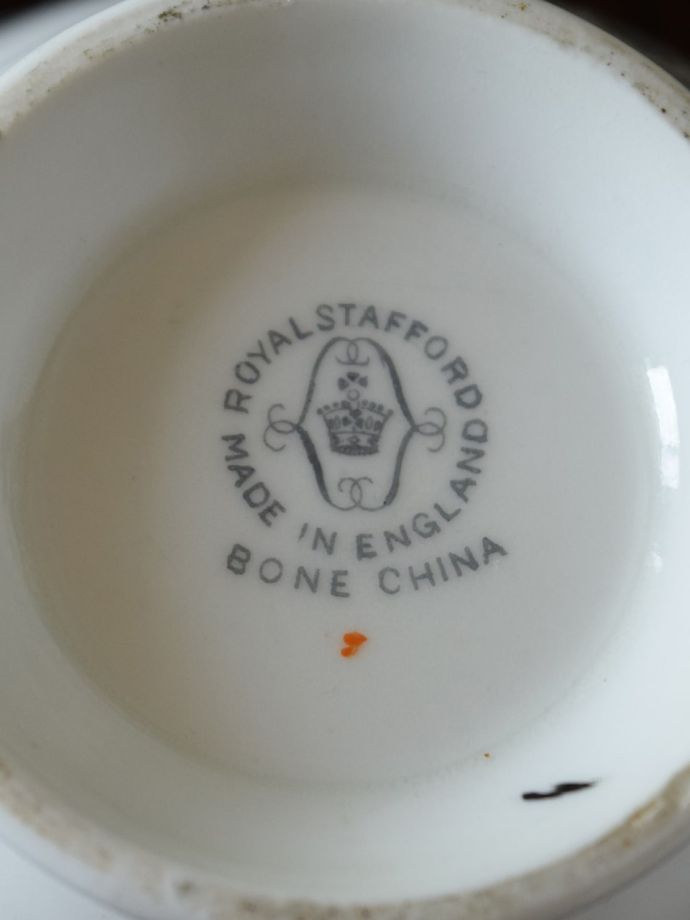 ROYAL STAFFORD
MADE IN ENGLAND
BONE CHINA